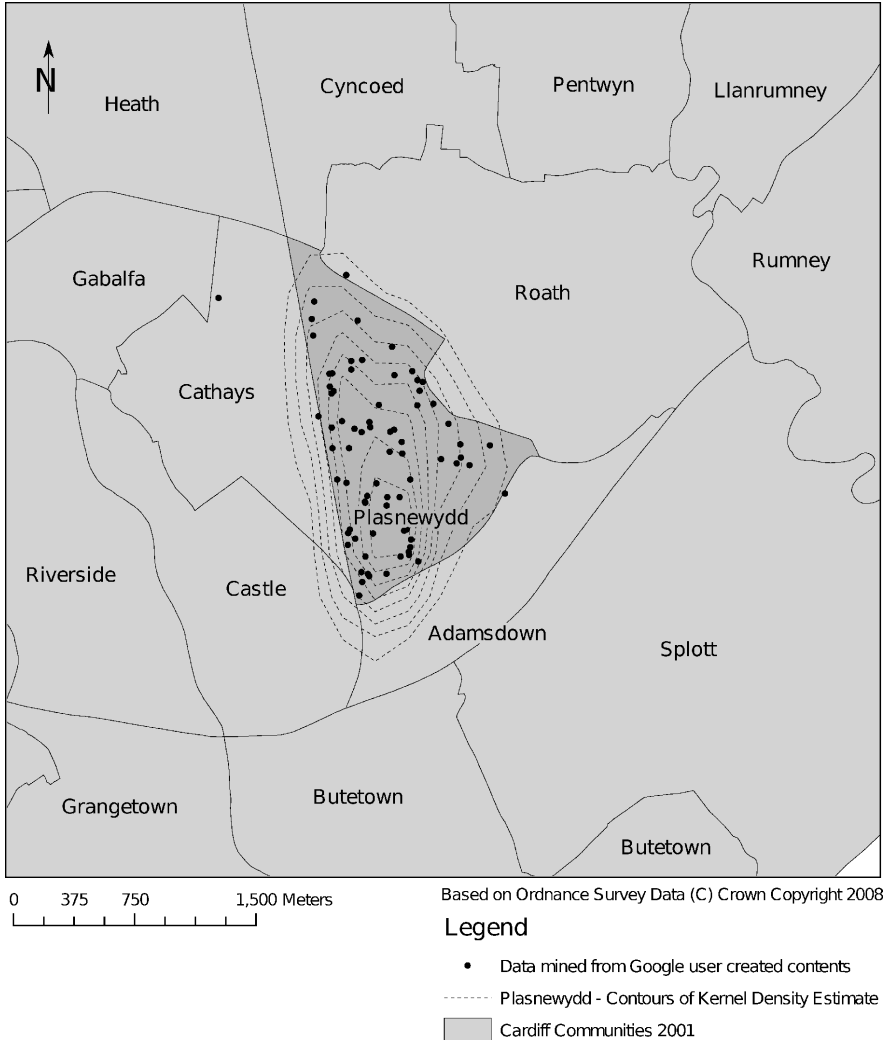 N
Heath
Cyncoed
Pentwyn
Llanrumney
Gabalfa
Roath
Rumney
Cathays
Plasnewydd
Riverside
Castle
Adamsdown
Splott
Grangetown
Butetown
Butetown
0 375 750 1,500 Meters
Based on Ordnance Survey Data (C) Crown Copyright 2008
Legend
Data mined from Google user created contents
Plasnewydd - Contours of Kernel Density Estimate
Cardiff Communities 2001